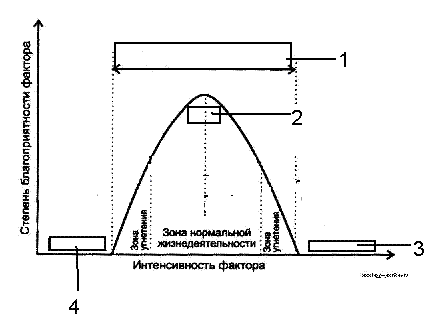 1
Степень благоприятности фактора
2
Зона угнетения
Зона нормальной
жизнедеятельности
Зона угнетения
3
4
Интенсивность фактора